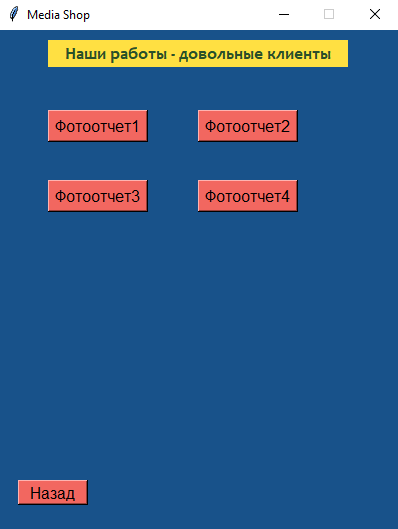 Media Shop
Наши работы - довольные клиенты
Фотоотчет1 Фотоотчет2
Фотоотчет3 Фотоотчет4
Назад